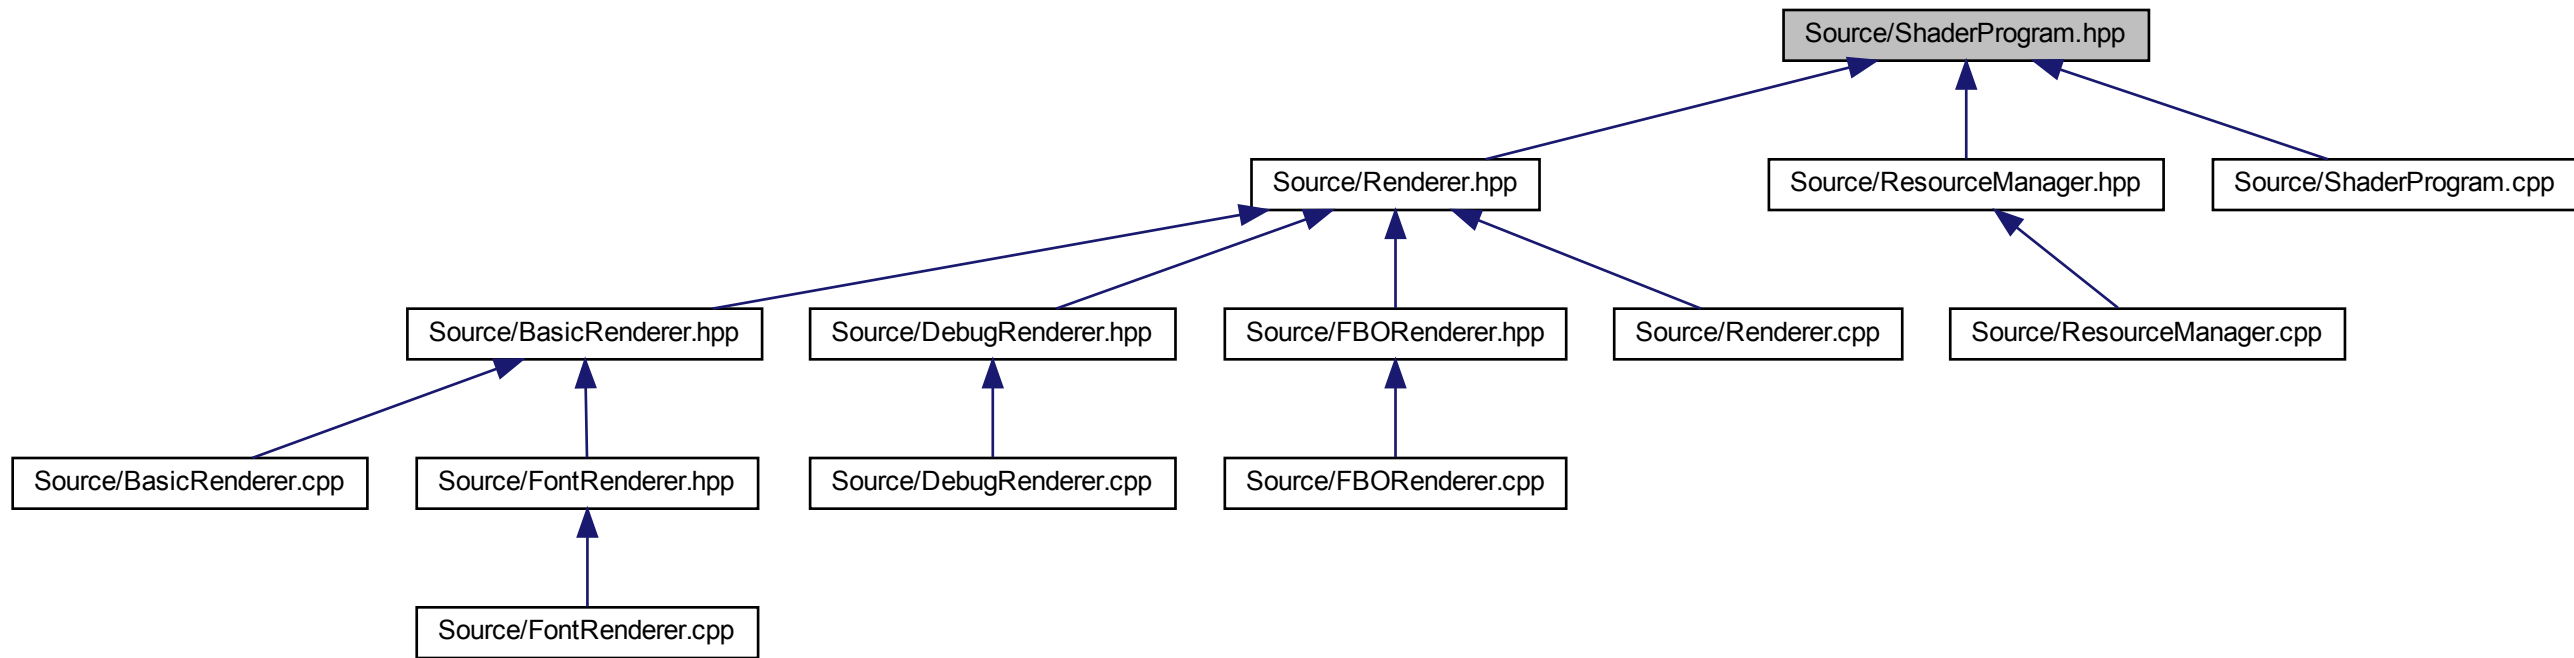 Source/ShaderProgram.hpp
Source/Renderer.hpp
Source/ResourceManager.hpp
Source/ShaderProgram.cpp
Source/BasicRenderer.hpp
Source/DebugRenderer.hpp
Source/FBORenderer.hpp
Source/Renderer.cpp
Source/ResourceManager.cpp
Source/BasicRenderer.cpp
Source/FontRenderer.hpp
Source/DebugRenderer.cpp
Source/FBORenderer.cpp
Source/FontRenderer.cpp